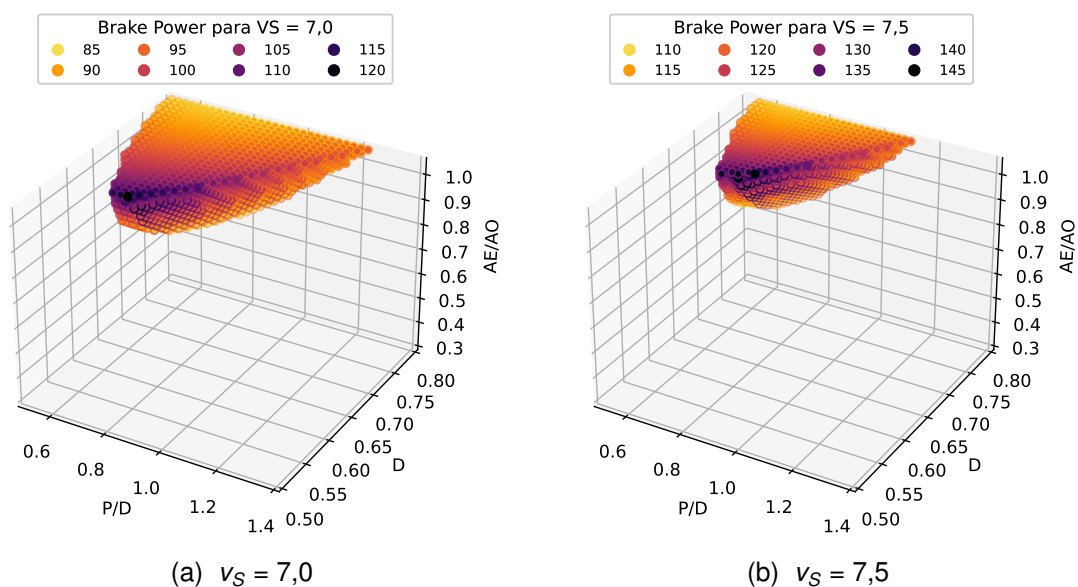 Brake Power para VS = 7,0
85 95 105 115
90 100 110 120
1.0
0.9
0.8
0.7
0.6
0.5
0.4
0.3
AE/AO
0.80
0.75
0.70
0.65
0.60
0.55
0.50
D
0.6
0.8
1.0
1.2
1.4
P/D
(a) vS = 7,0
Brake Power para VS = 7,5
110 120 130 140
115 125 135 145
1.0
0.9
0.8
0.7
0.6
0.5
0.4
0.3
AE/AO
0.80
0.75
0.70
0.65
0.60
0.55
0.50
D
0.6
0.8
1.0
1.2
1.4
P/D
(b) vS = 7,5